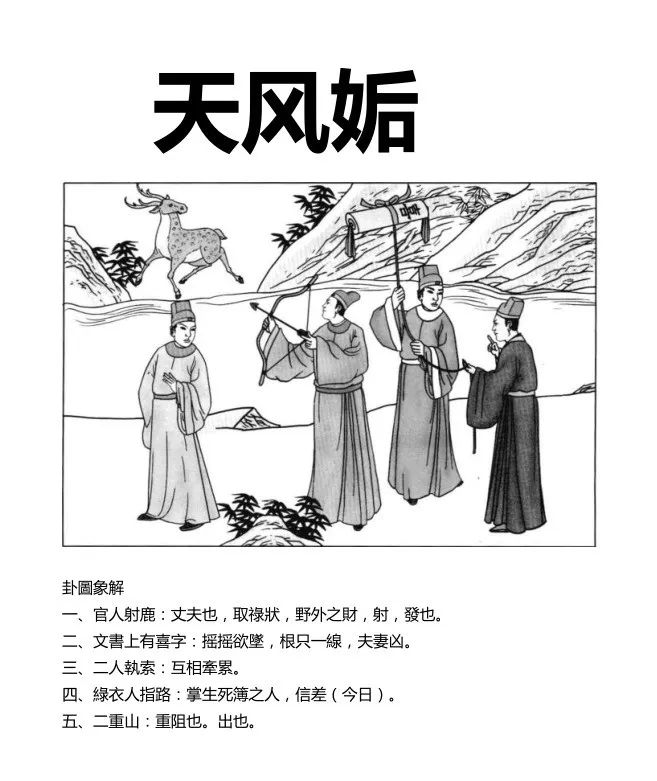 天风姤
卦圖象解
一、官人射鹿：丈夫也，取祿狀，野外之財，射，發也。
二、文書上有喜字：摇摇欲墜，根只一線，夫妻凶。
三、二人執索：互相牽累。
四、綠衣人指路：掌生死簿之人，信差（今日）。
五、二重山：重阻也。出也。